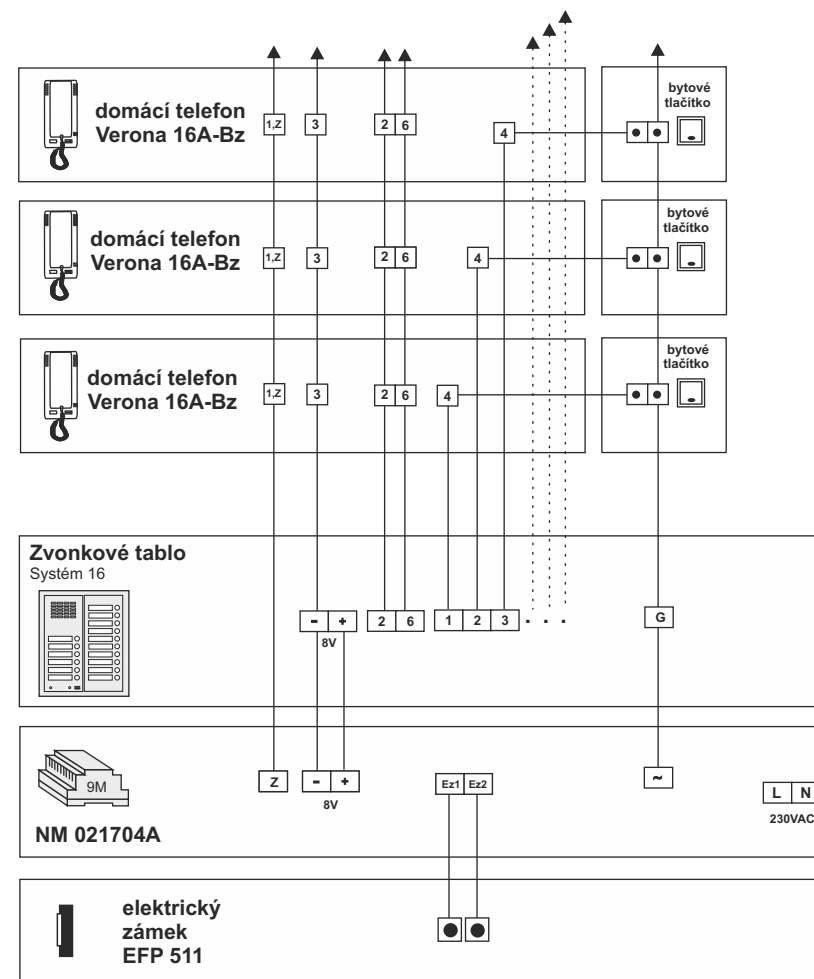 bytové
tlačítko
domácí telefon
Verona 16A-Bz
1,Z
3
2 6
4
bytové
tlačítko
domácí telefon
Verona 16A-Bz
1,Z
3
2 6
4
bytové
tlačítko
domácí telefon
Verona 16A-Bz
1,Z
3
2 6
4
Zvonkové tablo
Systém 16
- +
8V
2 6
1 2 3 . . .
G
9M
NM 021704A
Z
- +
8V
Ez1 Ez2
~
L N
230VAC
elektrický
zámek
EFP 511